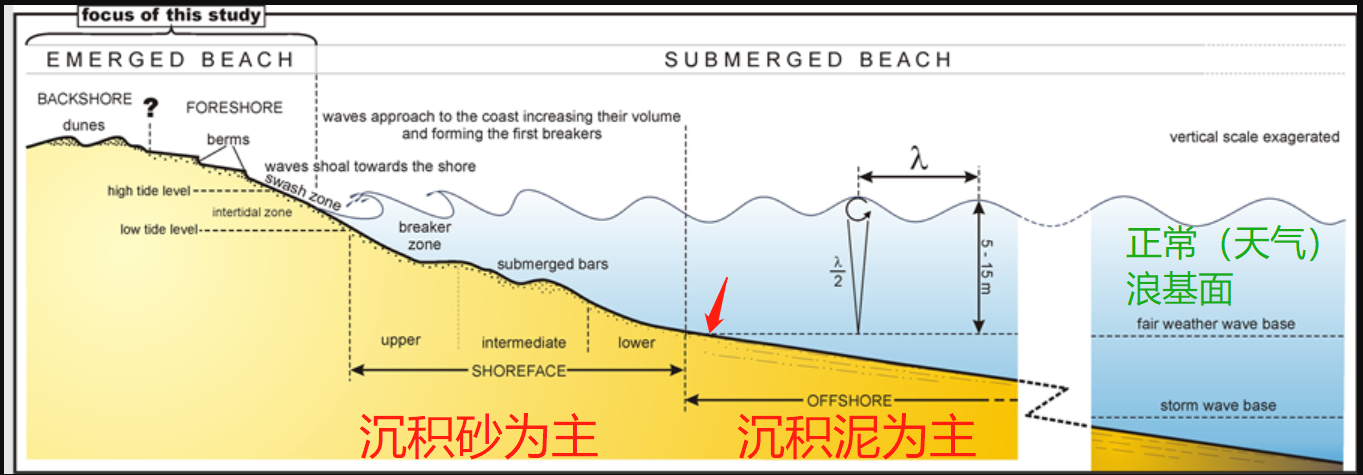 focus of this study
EMERGED BEACH
SUBMERGED BEACH
BACKSHORE
?
FORESHORE
dunes
berms
waves approach to the coast increasing their volume
and forming the first breakers
vertical scale exagerated
waves shoal towards the shore
swash zone
high tide level
intertidal zone
low tide level
breaker
zone
submerged bars
λ
λ
2
5 - 15 m
正常（天气）
浪基面
fair weather wave base
upper
intermediate
lower
SHOREFACE
OFFSHORE
storm wave base
沉积砂为主
沉积泥为主